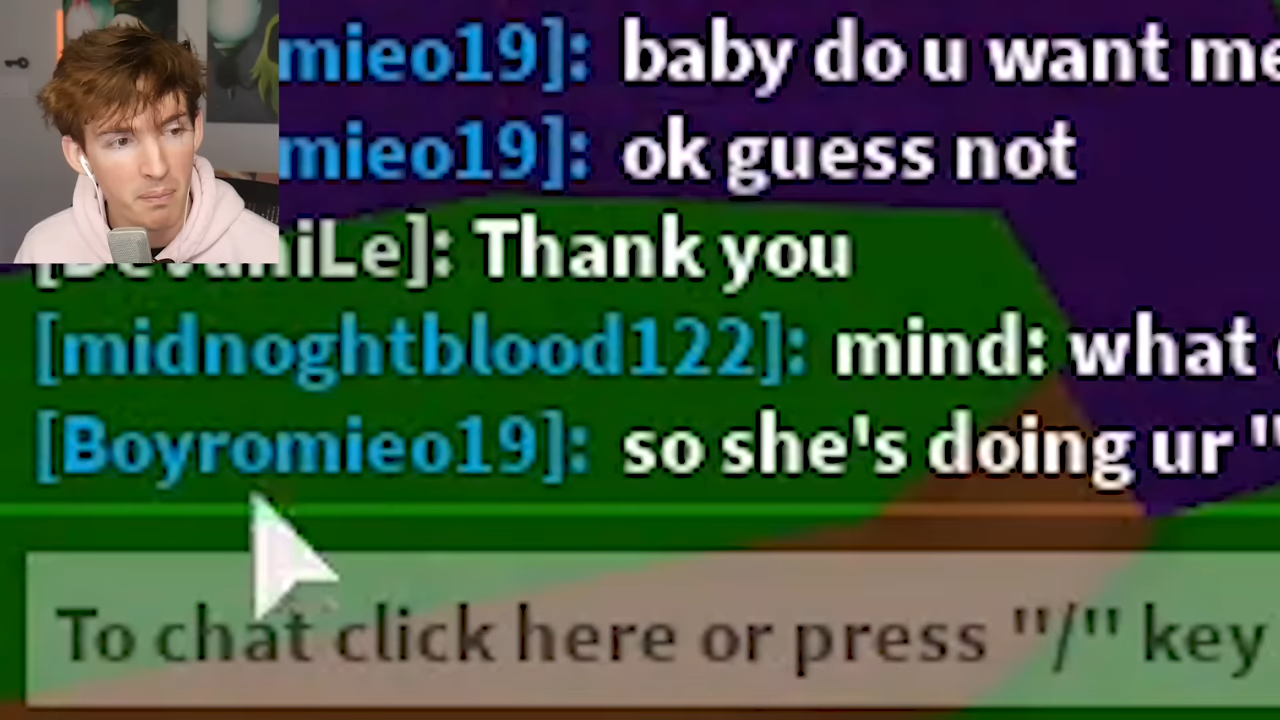 mieo19]: baby do u want me
mieo19]: ok guess not
niLe]: Thank you
[midnoghtblood122]: mind: what
[Boyromieo19]: so she's doing ur "
To chat click here or press "/" key